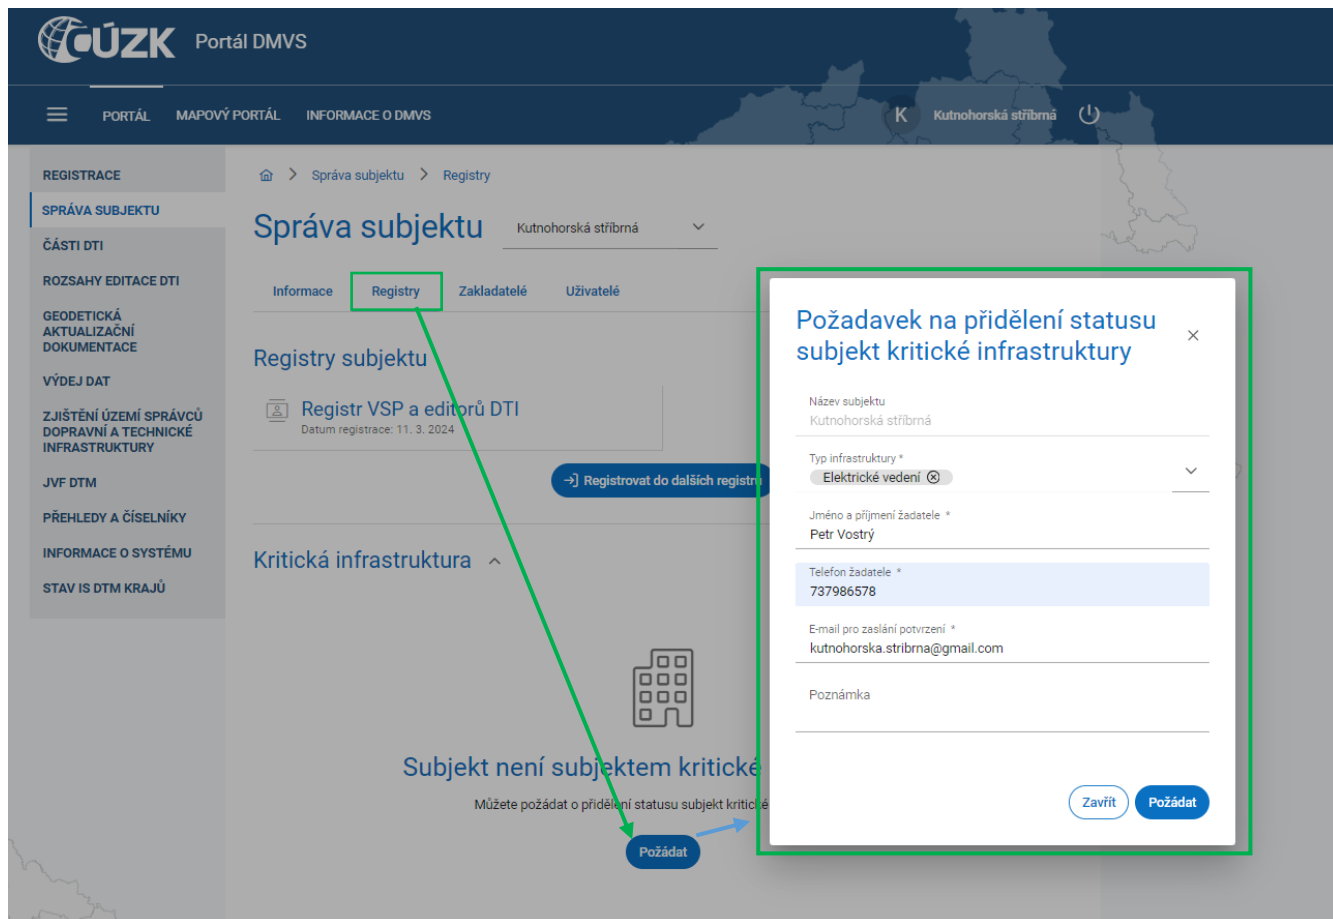 ČÚZK Portál DMVS
PORTÁL MAPOVÝ PORTÁL INFORMACE O DMVS K Kutnohorská stříbrná
REGISTRACE
SPRÁVA SUBJEKTU
ČÁSTI DTI
ROZSAHY EDITACE DTI
GEODETICKÁ
AKTUALIZAČNÍ
DOKUMENTACE
VÝDEJ DAT
ZJIŠTĚNÍ ÚZEMÍ SPRÁVCŮ
DOPRAVNÍ A TECHNICKÉ
INFRASTRUKTURY
JVF DTM
PŘEHLEDY A ČÍSELNÍKY
INFORMACE O SYSTÉMU
STAV IS DTM KRAJŮ
Správa subjektu Registry
Správa subjektu Kutnohorská stříbrná
Informace Registry Zakladatelé Uživatelé
Registry subjektu
Registr VSP a editorů DTI
Datum registrace: 11. 3. 2024
Registrovat do dalších registrů
Kritická infrastruktura
Subjekt není subjektem kritické
Můžete požádat o přidělení statusu subjekt kritické
Požádat
Požadavek na přidělení statusu
subjekt kritické infrastruktury
Název subjektu
Kutnohorská stříbrná
Typ infrastruktury *
Elektrické vedení
Jméno a příjmení žadatele *
Petr Vostrý
Telefon žadatele *
737986578
E-mail pro zaslání potvrzení *
kutnohorska.stribrna@gmail.com
Poznámka
Zavřít Požádat